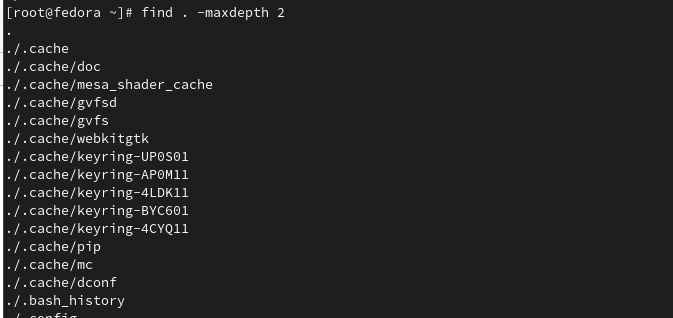 [root@fedora ~]# find . -maxdepth 2
.
./.cache
./.cache/doc
./.cache/mesa_shader_cache
./.cache/gvfsd
./.cache/gvfs
./.cache/webkitgtk
./.cache/keyring-UP0S01
./.cache/keyring-AP0M11
./.cache/keyring-4LDK11
./.cache/keyring-BYC601
./.cache/keyring-4CYQ11
./.cache/pip
./.cache/mc
./.cache/dconf
./.bash_history
./.config